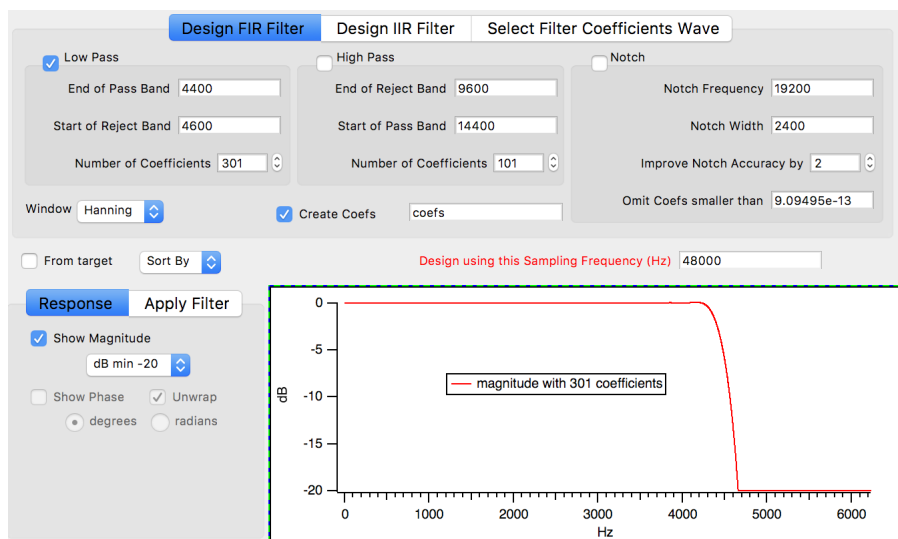 Design FIR Filter Design IIR Filter Select Filter Coefficients Wave
Low Pass
End of Pass Band 4400
Start of Reject Band 4600
Number of Coefficients 301
High Pass
End of Reject Band 9600
Start of Pass Band 14400
Number of Coefficients 101
Notch
Notch Frequency 19200
Notch Width 2400
Improve Notch Accuracy by 2
Omit Coefs smaller than 9.09495e-13
Window Hanning
Create Coefs coefs
From target Sort By
Design using this Sampling Frequency (Hz) 48000
Response Apply Filter
Show Magnitude
dB min -20
Show Phase Unwrap
degrees radians
0
-5
-10
-15
-20
dB
magnitude with 301 coefficients
0 1000 2000 3000 4000 5000 6000
Hz